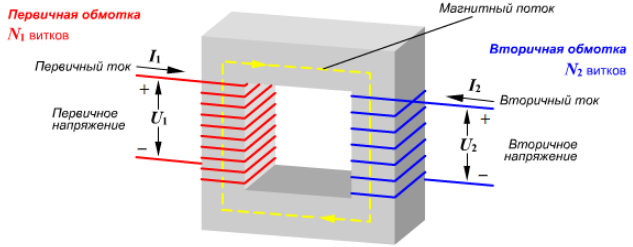 Первичная обмотка
N1 витков
Магнитный поток
I1
Первичный ток
+
Первичное
напряжение
U1
−
Вторичная обмотка
N2 витков
I2
Вторичный ток
+
U2
Вторичное
напряжение
−